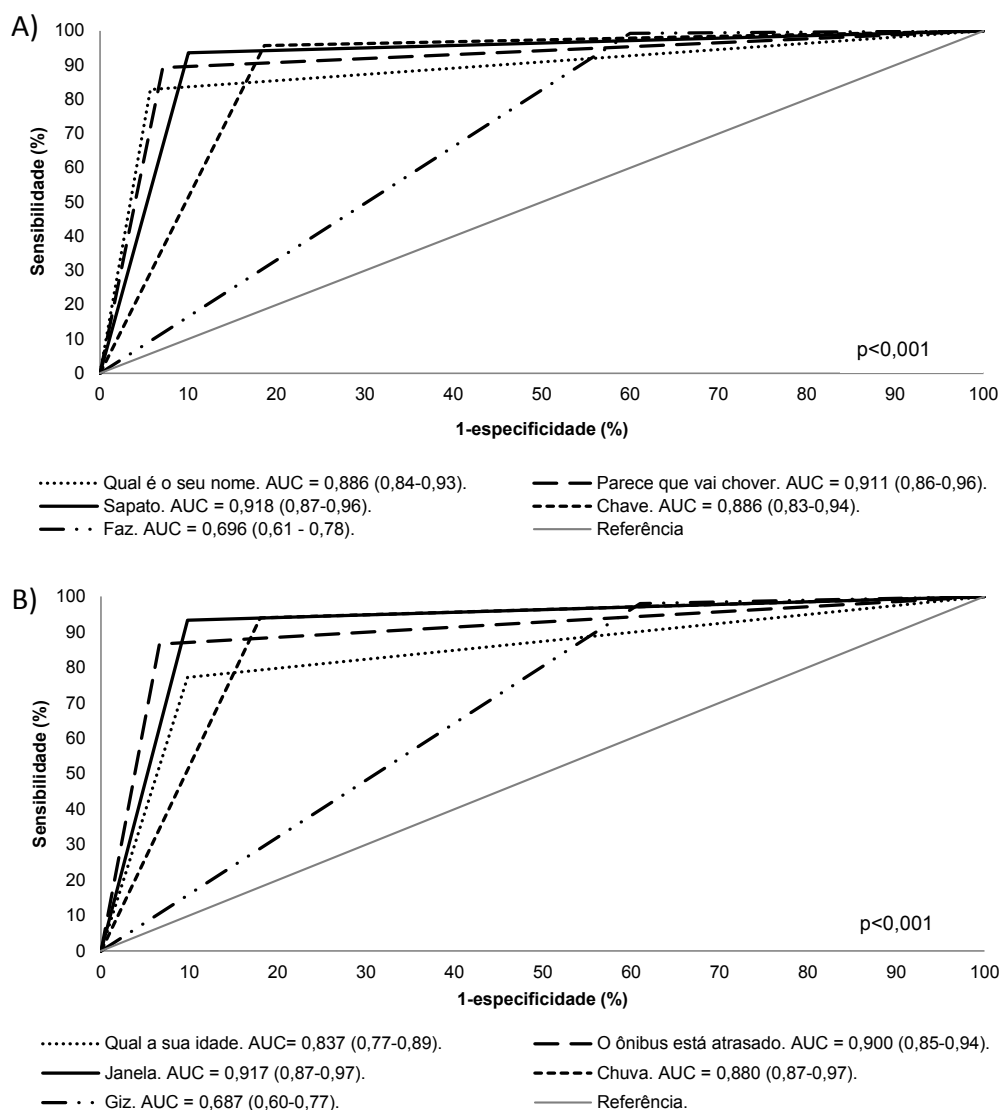 A)
100
90
80
70
60
50
40
30
20
10
0
Sensibilidade (%)
p<0,001
0 10 20 30 40 50 60 70 80 90 100
1-especificidade (%)
Qual é o seu nome. AUC = 0,886 (0,84-0,93). Parece que vai chover. AUC = 0,911 (0,86-0,96).
Sapato. AUC = 0,918 (0,87-0,96). Chave. AUC = 0,886 (0,83-0,94).
Faz. AUC = 0,696 (0,61 - 0,78). Referência
B)
100
90
80
70
60
50
40
30
20
10
0
Sensibilidade (%)
p<0,001
0 10 20 30 40 50 60 70 80 90 100
1-especificidade (%)
Qual a sua idade. AUC= 0,837 (0,77-0,89). O ônibus está atrasado. AUC = 0,900 (0,85-0,94).
Janela. AUC = 0,917 (0,87-0,97). Chuva. AUC = 0,880 (0,87-0,97).
Giz. AUC = 0,687 (0,60-0,77). Referência.